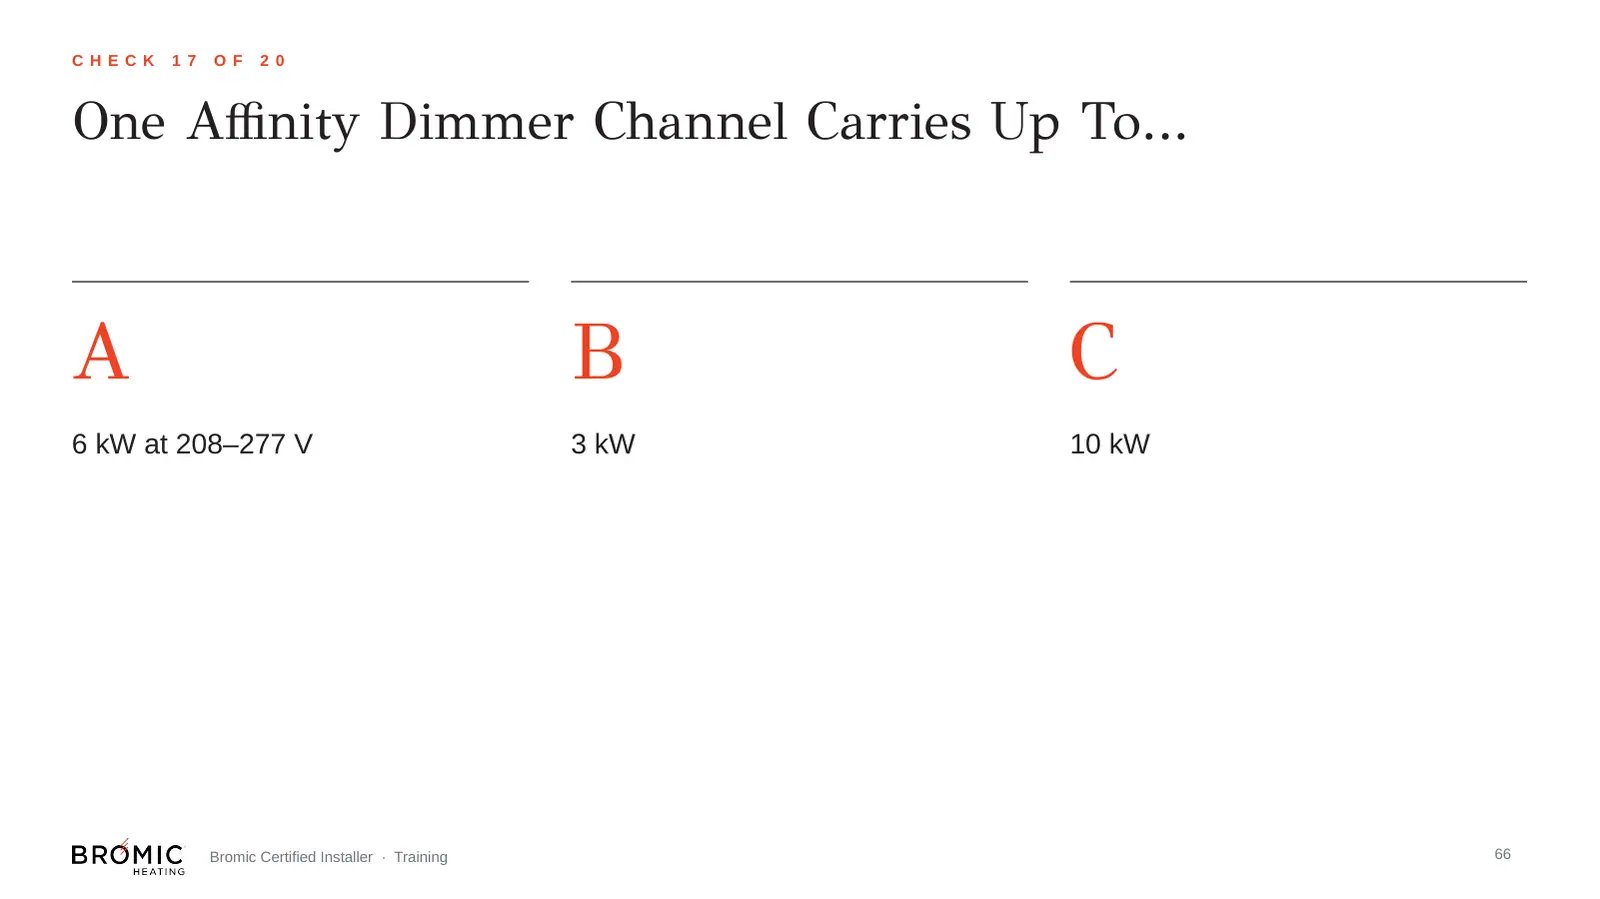 CHECK 17 OF 20
One Affinity Dimmer Channel Carries Up To...
A
6 kW at 208–277 V
B
3 kW
C
10 kW
BROMIC
HEATING
Bromic Certified Installer · Training
66